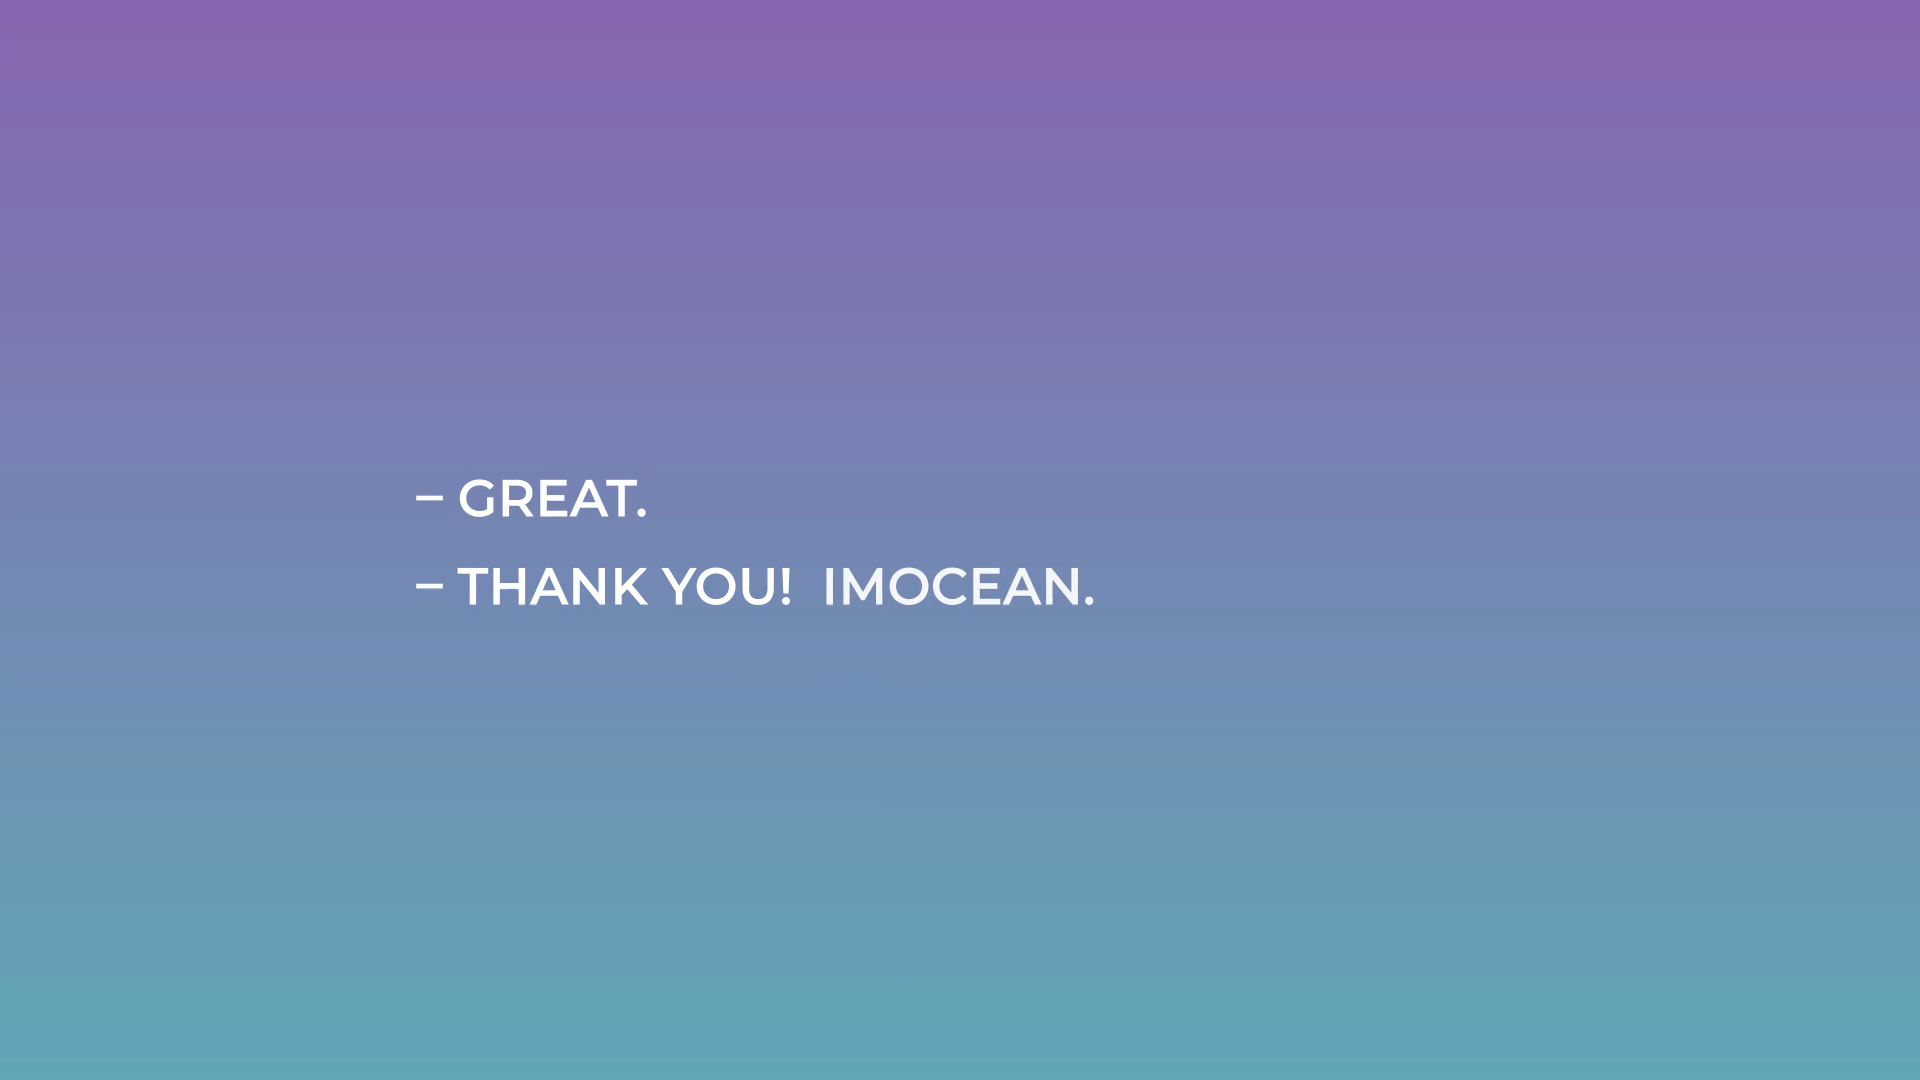 – GREAT.
– THANK YOU!  IMOCEAN.